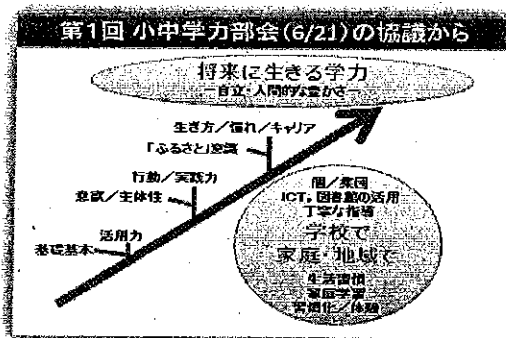 第1回 小中学力部会(6/21)の協議から
将来に生きる学力
―自立・人間的な豊かさ―
生き方/憧れ/キャリア
「ふるさと」意識
行動/実践力
意欲/主体性
活用力
基礎基本
個/集団
ICT,図書館の活用
丁寧な指導
学校で
家庭・地域で
生活習慣
家庭学習
習慣化/体験